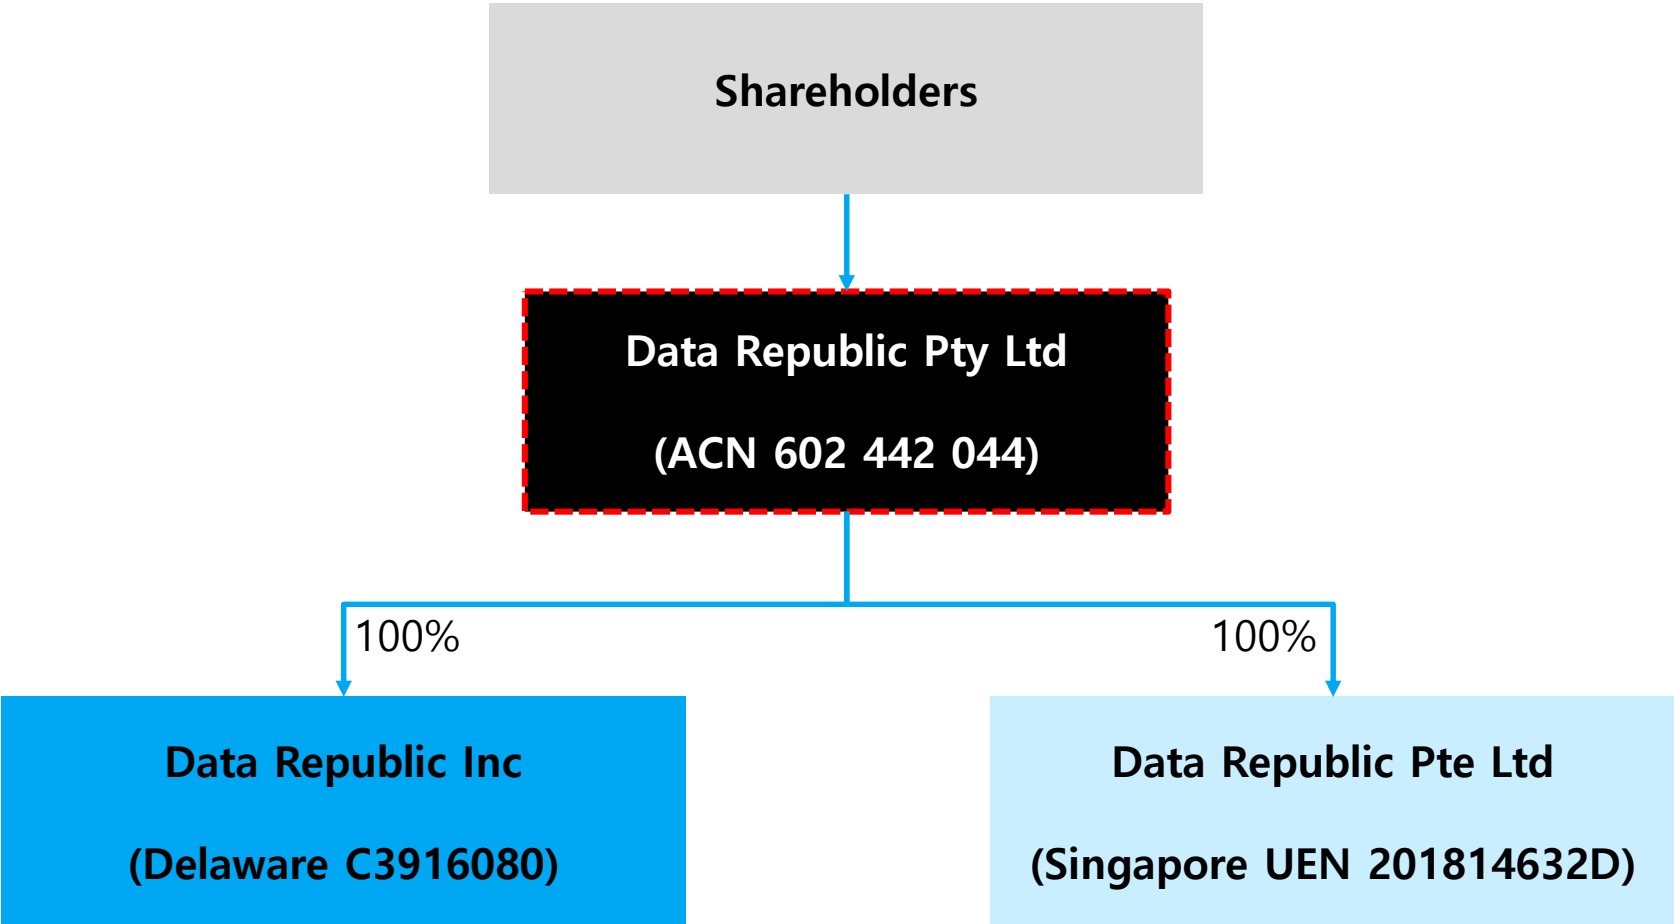 Shareholders
Data Republic Pty Ltd
(ACN 602 442 044)
100%
100%
Data Republic Inc
(Delaware C3916080)
Data Republic Pte Ltd
(Singapore UEN 201814632D)